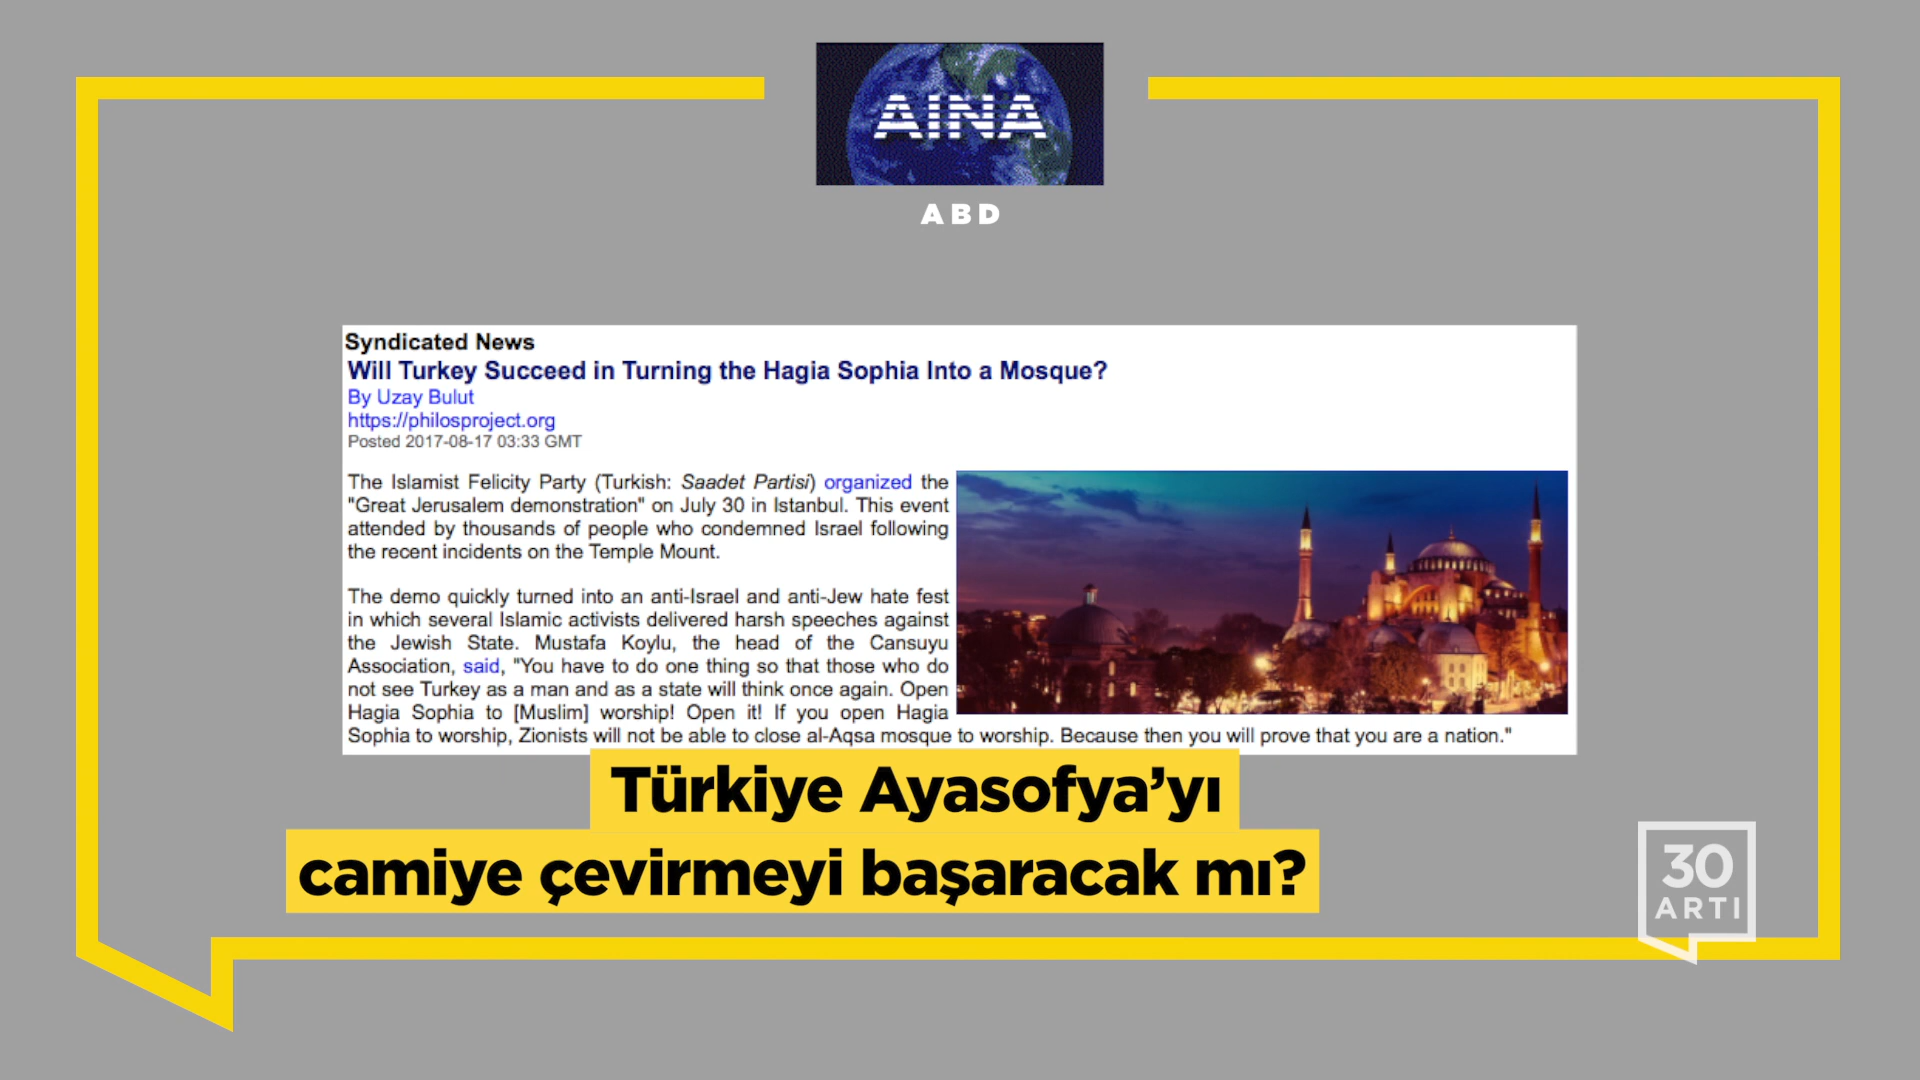 AINA
ABD
Syndicated News
Will Turkey Succeed in Turning the Hagia Sophia Into a Mosque?
By Uzay Bulut
https://philosproject.org
Posted 2017-08-17 03:33 GMT
The Islamist Felicity Party (Turkish: Saadet Partisi) organized the
"Great Jerusalem demonstration" on July 30 in Istanbul. This event
attended by thousands of people who condemned Israel following
the recent incidents on the Temple Mount.
The demo quickly turned into an anti-Israel and anti-Jew hate fest
in which several Islamic activists delivered harsh speeches against
the Jewish State. Mustafa Koylu, the head of the Cansuyu
Association, said, "You have to do one thing so that those who do
not see Turkey as a man and as a state will think once again. Open
Hagia Sophia to [Muslim] worship! Open it! If you open Hagia
Sophia to worship, Zionists will not be able to close al-Aqsa mosque to worship. Because then you will prove that you are a nation."
Türkiye Ayasofya’yı
camiye çevirmeyi başaracak mı?
30
ARTI